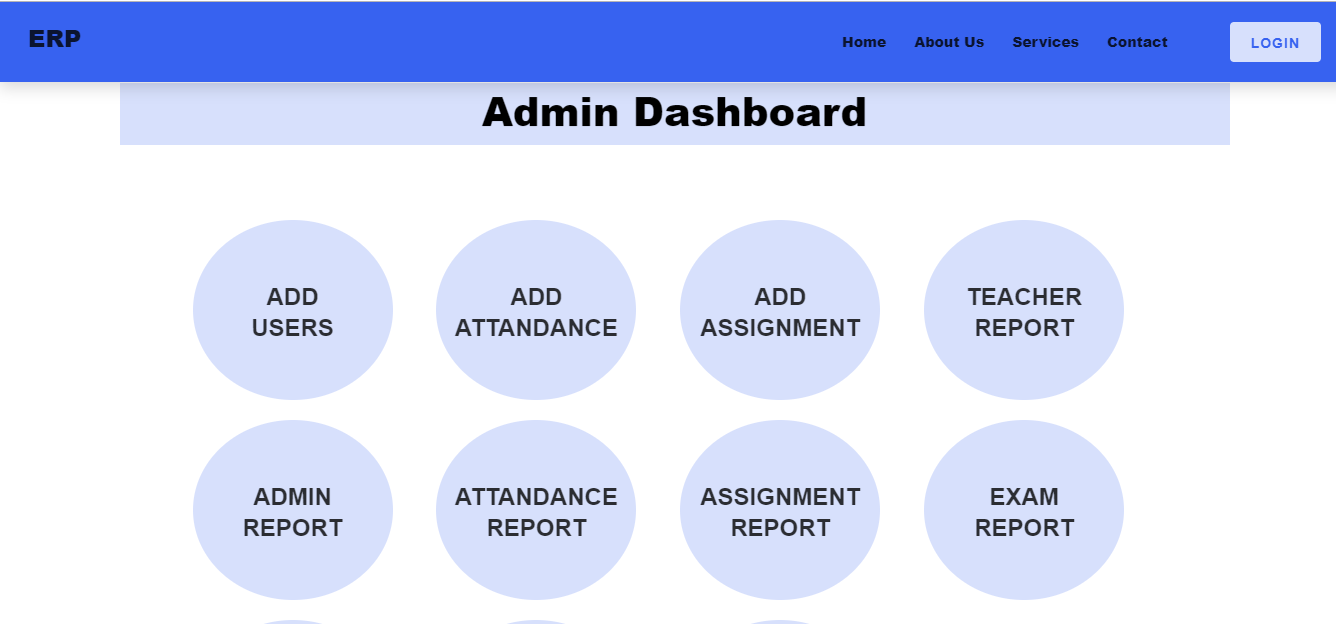 ERP
Home
About Us
Services
Contact
LOGIN
Admin Dashboard
ADD
USERS
ADD
ATTANDANCE
ADD
ASSIGNMENT
TEACHER
REPORT
ADMIN
REPORT
ATTANDANCE
REPORT
ASSIGNMENT
REPORT
EXAM
REPORT